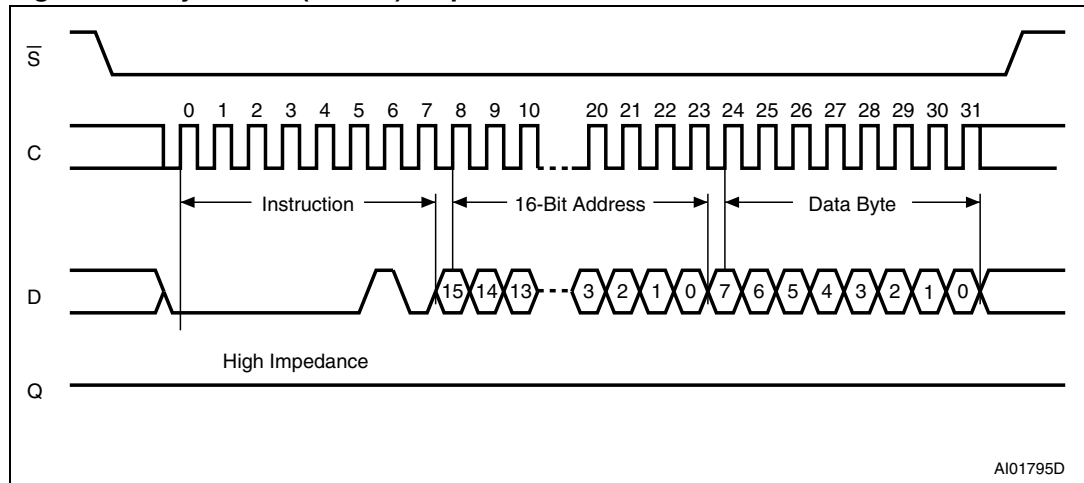 S
0 1 2 3 4 5 6 7 8 9 10 20 21 22 23 24 25 26 27 28 29 30 31
C
Instruction 16-Bit Address Data Byte
D
15 14 13 3 2 1 0 7 6 5 4 3 2 1 0
High Impedance
Q
AI01795D